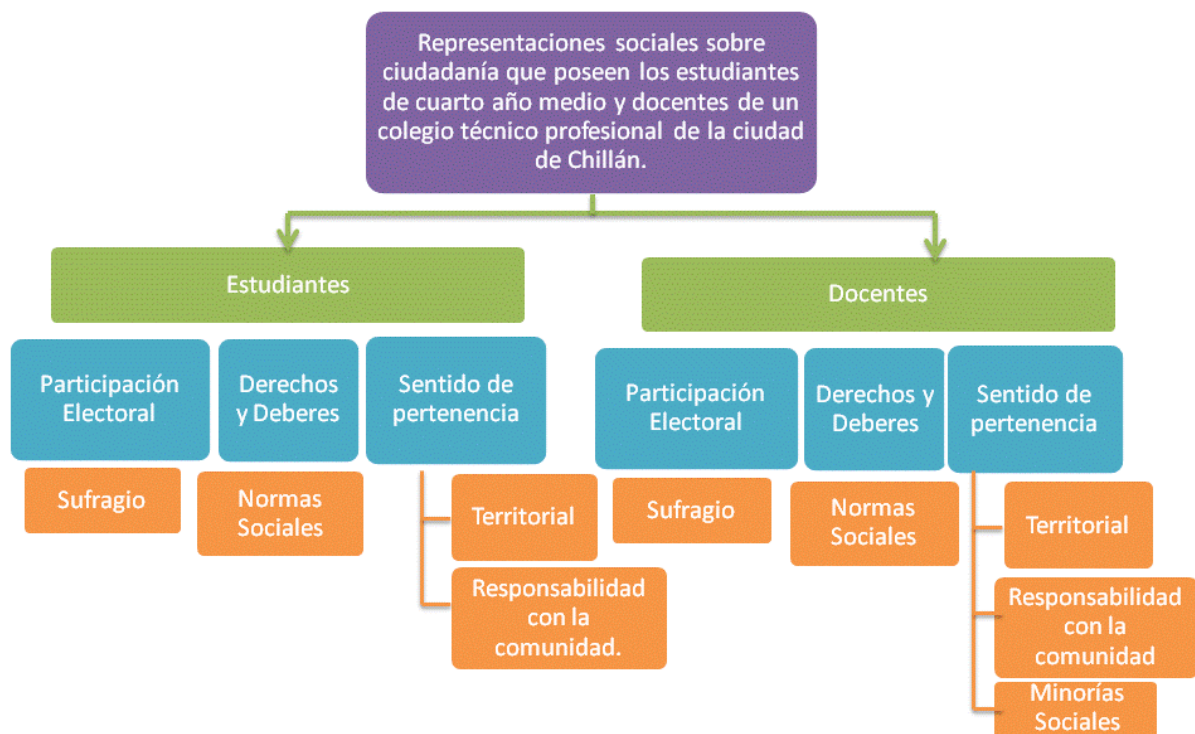 Representaciones sociales sobre
ciudadanía que poseen los estudiantes
de cuarto año medio y docentes de un
colegio técnico profesional de la ciudad
de Chillán.
Estudiantes
Participación
Electoral
Derechos
y Deberes
Sentido de
pertenencia
Sufragio
Normas
Sociales
Territorial
Responsabilidad
con la
comunidad.
Docentes
Participación
Electoral
Derechos y
Deberes
Sentido de
pertenencia
Sufragio
Normas
Sociales
Territorial
Responsabilidad
con la
comunidad
Minorías
Sociales